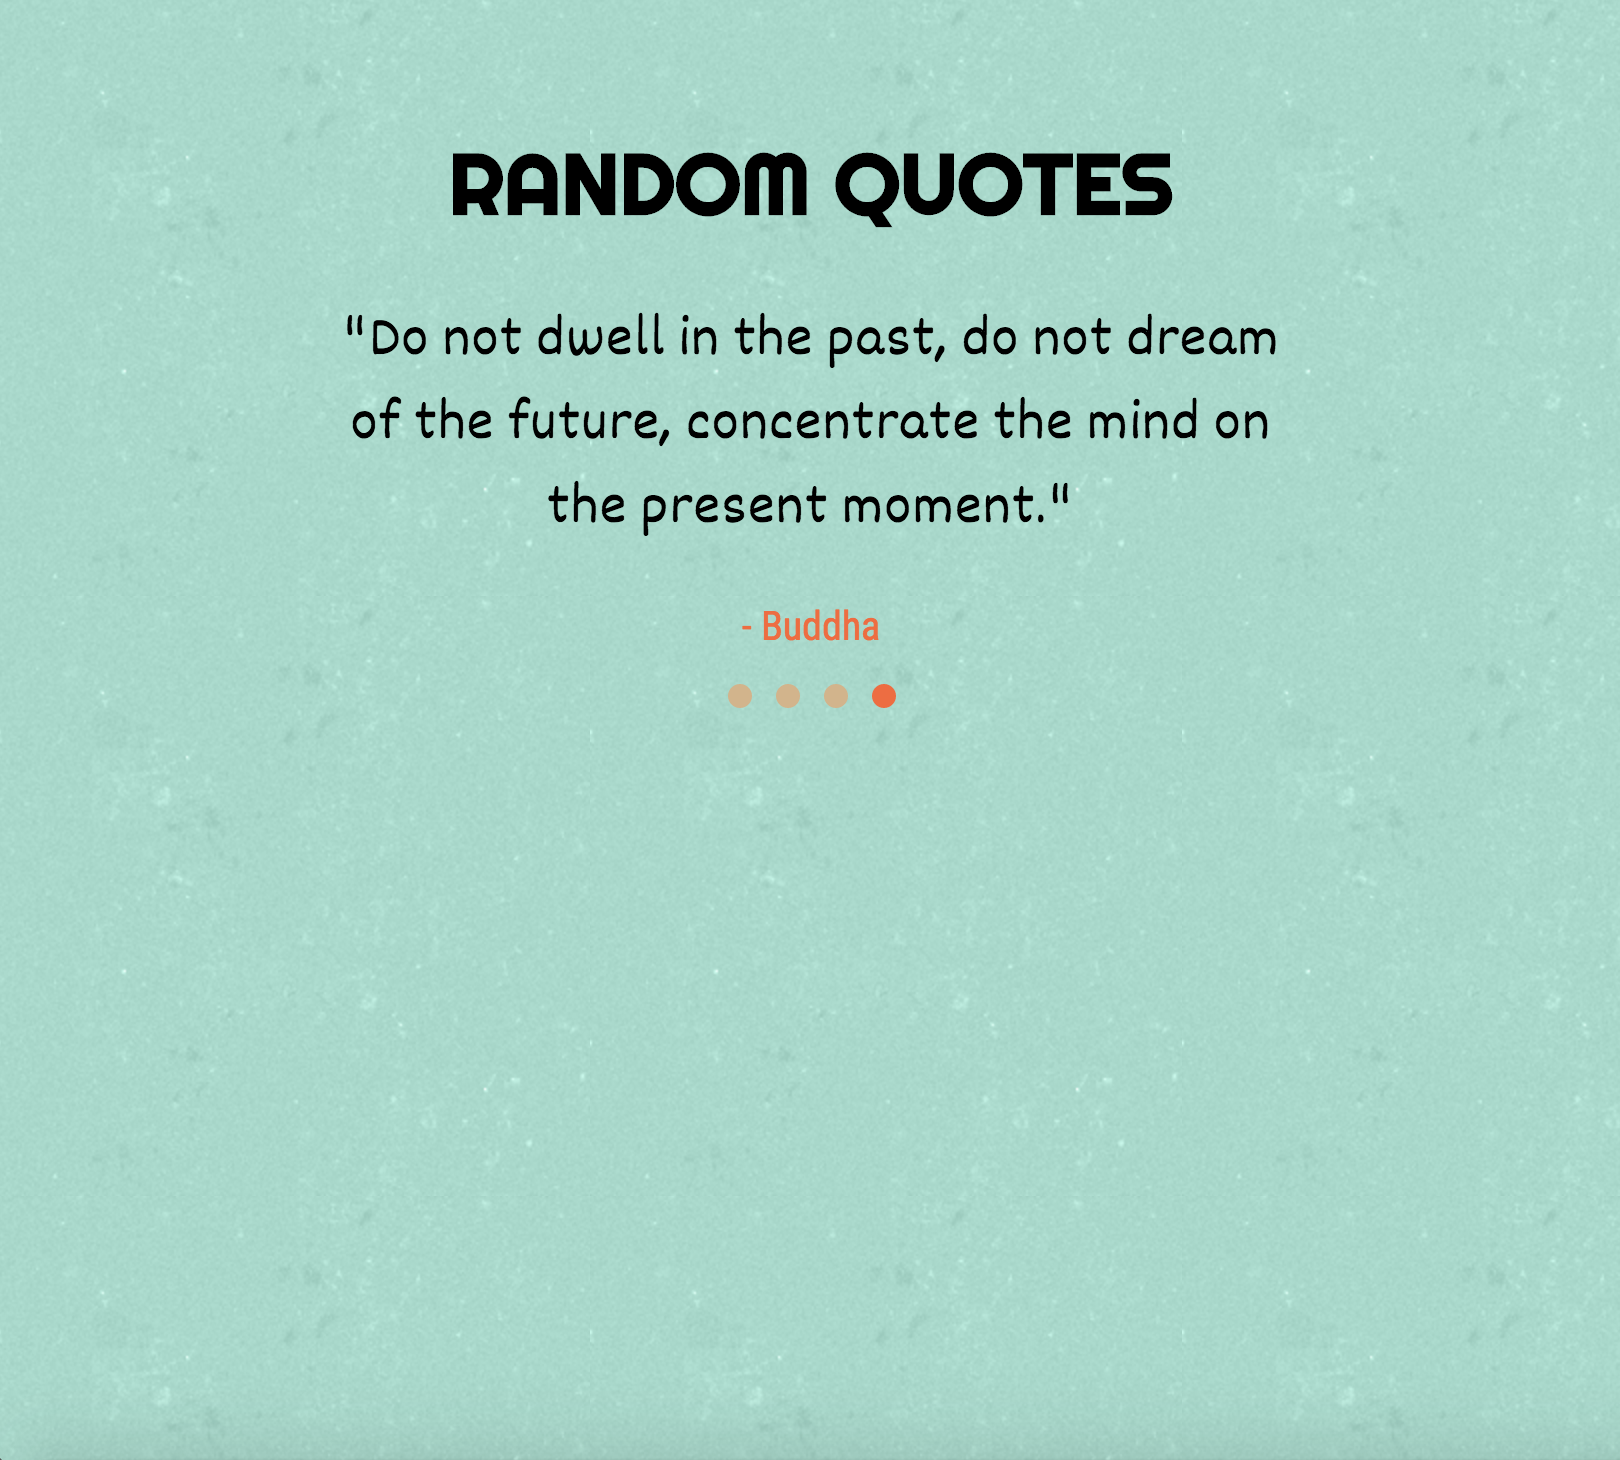 RANDOM QUOTES
"Do not dwell in the past, do not dream
of the future, concentrate the mind on
the present moment."
- Buddha